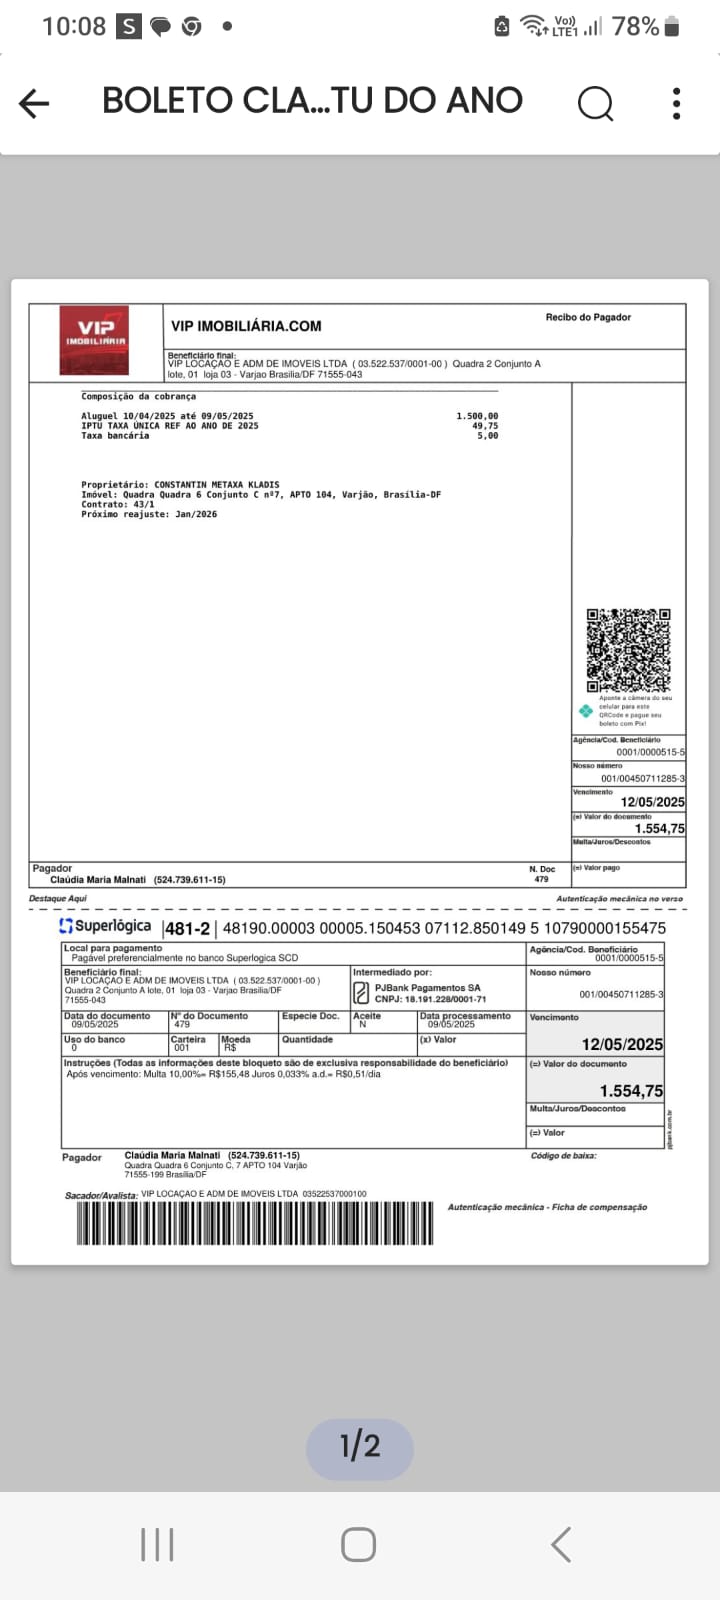 10:08 S Vo)) LTE1 78%
BOLETO CLA...TU DO ANO
VIP
IMOBILIÁRIA
VIP IMOBILIÁRIA.COM
Recibo do Pagador
Beneficiário final:
VIP LOCAÇAO E ADM DE IMOVEIS LTDA ( 03.522.537/0001-00 ) Quadra 2 Conjunto A
lote, 01 loja 03 - Varjao Brasilia/DF 71555-043
Composição da cobrança
Aluguel 10/04/2025 até 09/05/2025 1.500,00
IPTU TAXA ÚNICA REF AO ANO DE 2025 49,75
Taxa bancária 5,00
Proprietário: CONSTANTIN METAXA KLADIS
Imóvel: Quadra Quadra 6 Conjunto C nº7, APTO 104, Varjão, Brasília-DF
Contrato: 43/1
Próximo reajuste: Jan/2026
Aponte a câmera do seu
celular para este
QRCode e pague seu
boleto com Pix!
Agência/Cod. Beneficiário
0001/0000515-5
Nosso número
001/00450711285-3
Vencimento
12/05/2025
(=) Valor do documento
1.554,75
Multa/Juros/Descontos
(=) Valor pago
Pagador
Claúdia Maria Malnati (524.739.611-15)
N. Doc
479
Destaque Aqui
Autenticação mecânica no verso
Superlógica |481-2| 48190.00003 00005.150453 07112.850149 5 10790000155475
Local para pagamento
Pagável preferencialmente no banco Superlogica SCD
Agência/Cod. Beneficiário
0001/0000515-5
Beneficiário final:
VIP LOCAÇAO E ADM DE IMOVEIS LTDA ( 03.522.537/0001-00 )
Quadra 2 Conjunto A lote, 01 loja 03 - Varjao Brasilia/DF
71555-043
Intermediado por:
PJBank Pagamentos SA
CNPJ: 18.191.228/0001-71
Nosso número
001/00450711285-3
Data do documento
09/05/2025
N° do Documento
479
Especie Doc.
Aceite
N
Data processamento
09/05/2025
Vencimento
12/05/2025
Uso do banco
0
Carteira
001
Moeda
R$
Quantidade
(x) Valor
(=) Valor do documento
1.554,75
Instruções (Todas as informações deste bloqueto são de exclusiva responsabilidade do beneficiário)
Após vencimento: Multa 10,00%= R$155,48 Juros 0,033% a.d.= R$0,51/dia
Multa/Juros/Descontos
(=) Valor
pjbank.com.br
Pagador
Claúdia Maria Malnati (524.739.611-15)
Quadra Quadra 6 Conjunto C, 7 APTO 104 Varjão
71555-199 Brasília/DF
Código de baixa:
Sacador/Avalista: VIP LOCAÇAO E ADM DE IMOVEIS LTDA 03522537000100
Autenticação mecânica - Ficha de compensação
1/2